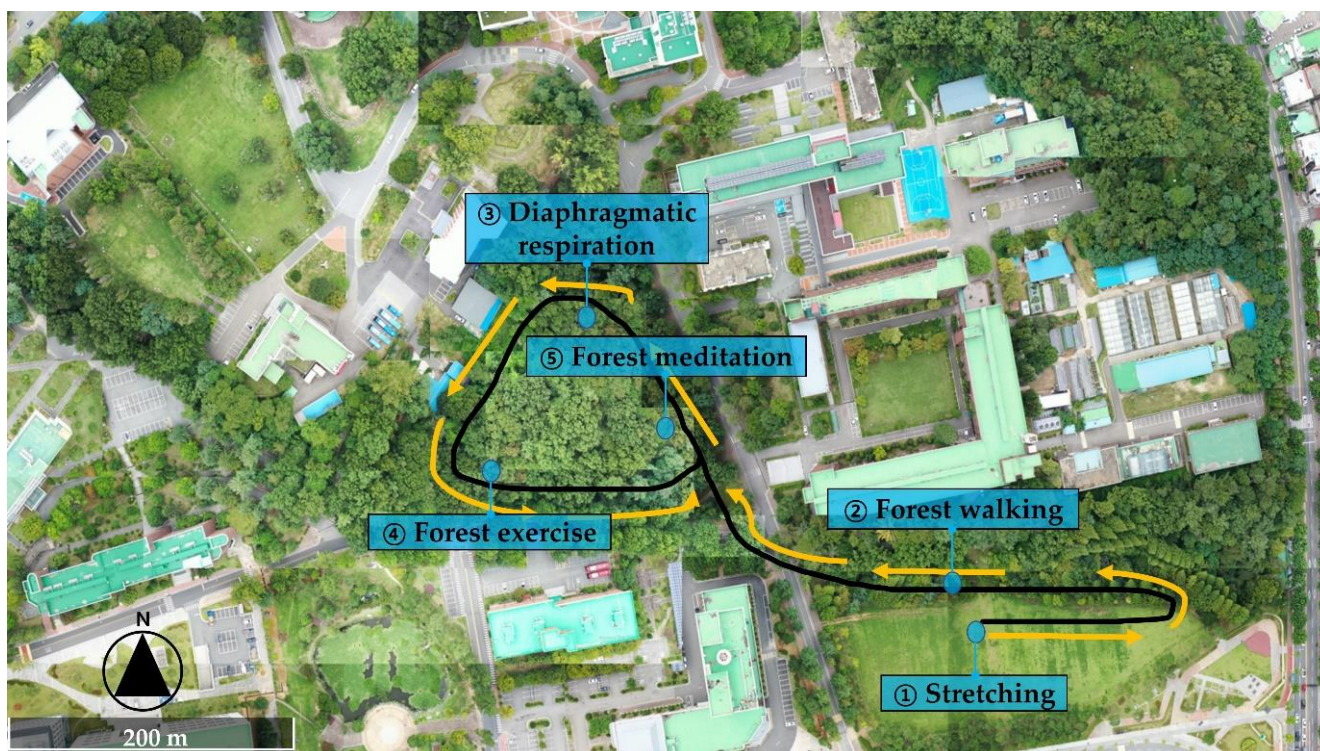 ③ Diaphragmatic
respiration
⑤ Forest meditation
② Forest walking
④ Forest exercise
① Stretching
N
200 m